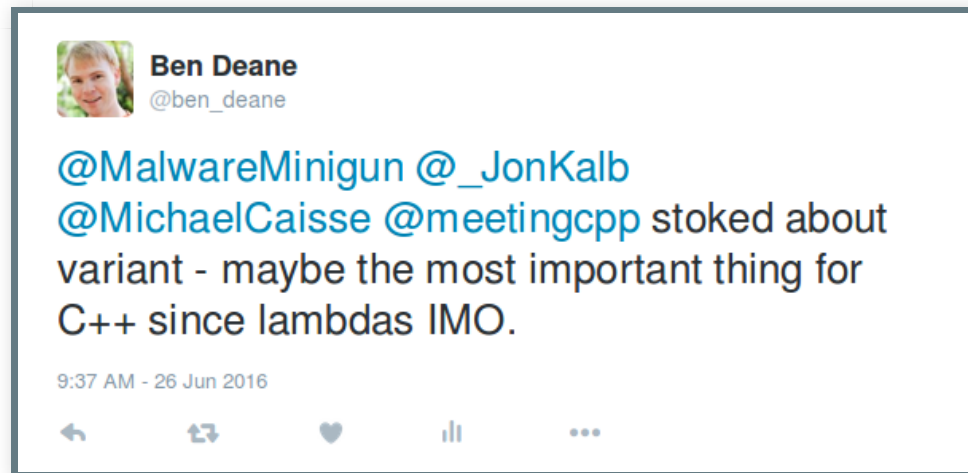 Ben Deane
@ben_deane
@MalwareMinigun @_JonKalb
@MichaelCaisse @meetingcpp stoked about
variant - maybe the most important thing for
C++ since lambdas IMO.
9:37 AM - 26 Jun 2016